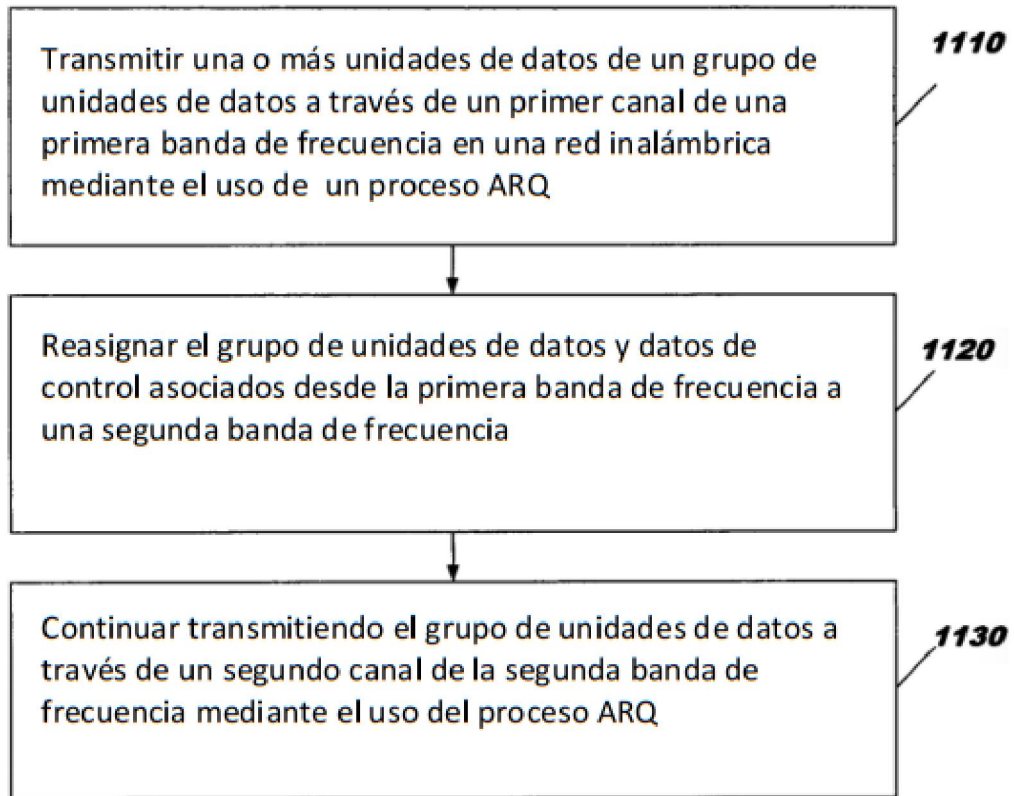 Transmitir una o más unidades de datos de un grupo de
unidades de datos a través de un primer canal de una
primera banda de frecuencia en una red inalámbrica
mediante el uso de un proceso ARQ
1110
Reasignar el grupo de unidades de datos y datos de
control asociados desde la primera banda de frecuencia a
una segunda banda de frecuencia
1120
Continuar transmitiendo el grupo de unidades de datos a
través de un segundo canal de la segunda banda de
frecuencia mediante el uso del proceso ARQ
1130